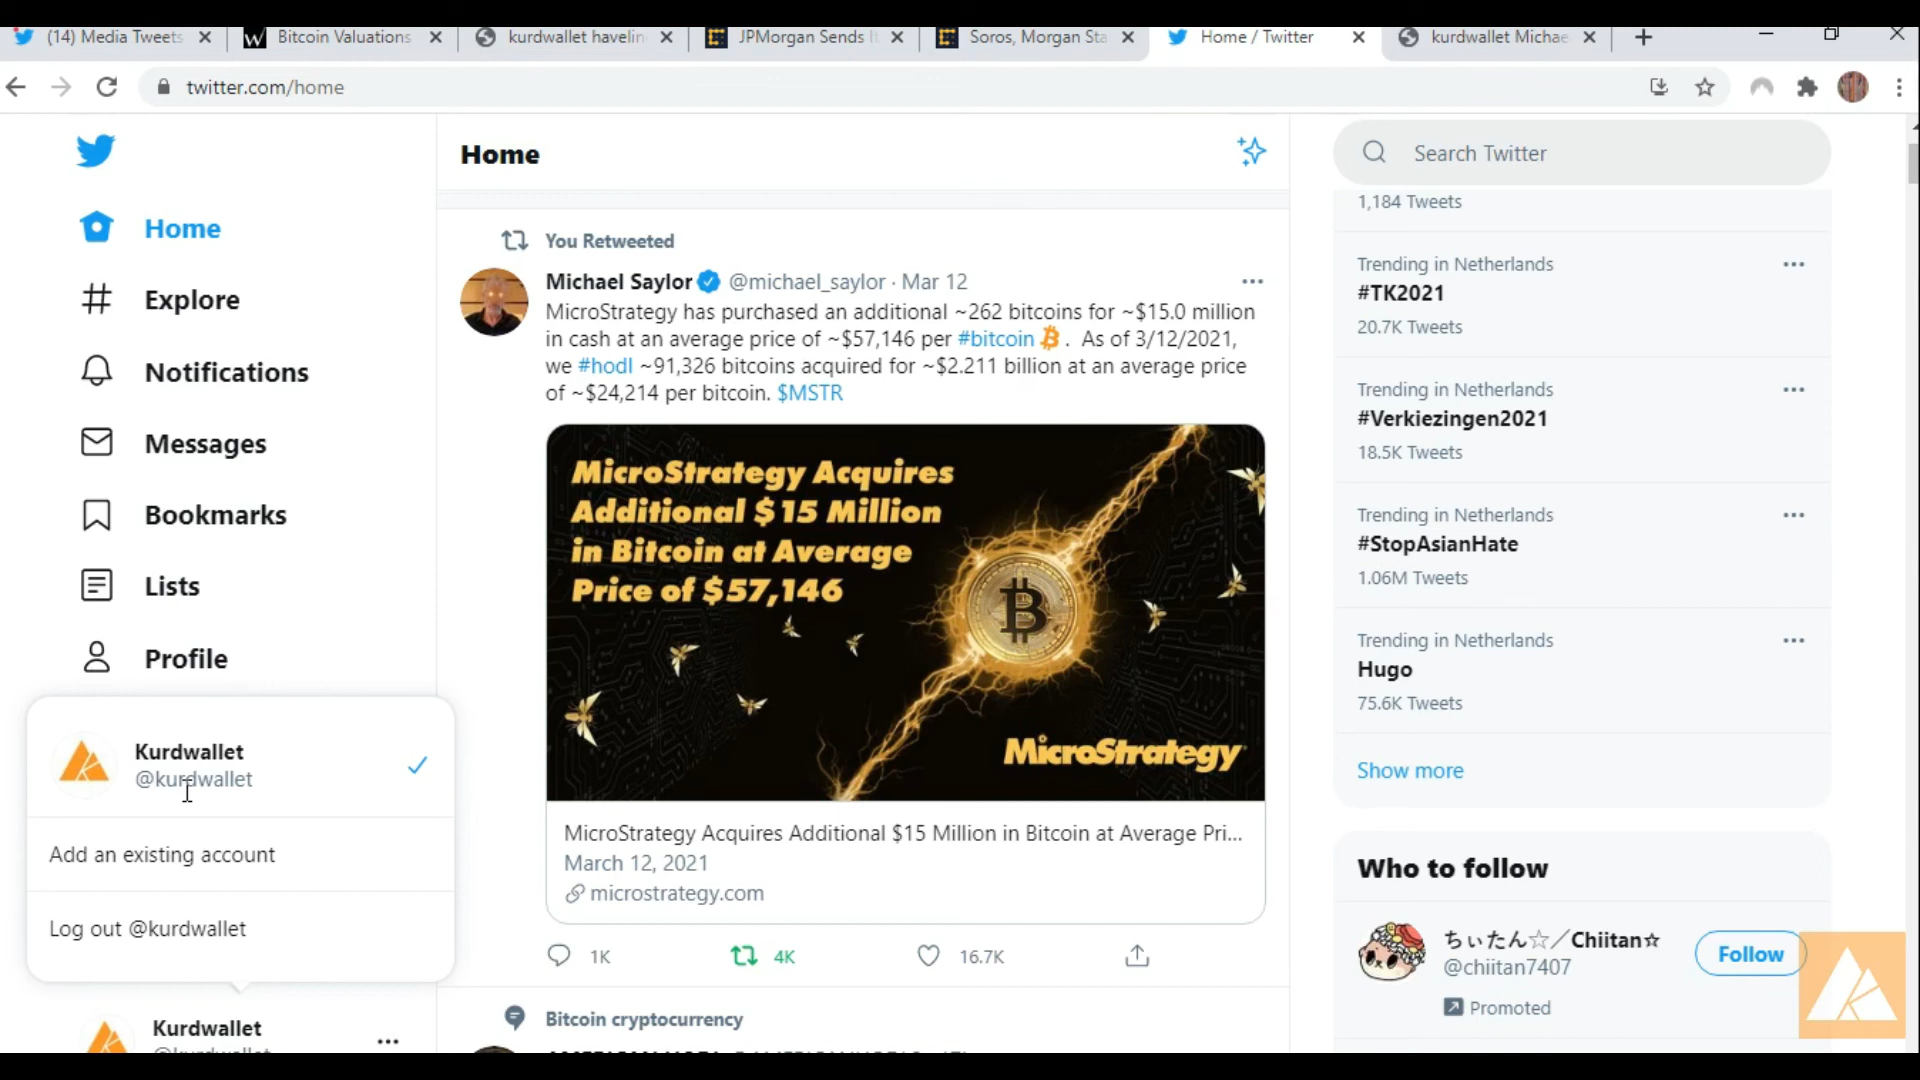 (14) Media Tweets
Bitcoin Valuations
kurdwallet havelin
JPMorgan Sends It
Soros, Morgan Sta
Home / Twitter
kurdwallet Michae
twitter.com/home
Home
Explore
Notifications
Messages
Bookmarks
Lists
Profile
Kurdwallet
@kurdwallet
Add an existing account
Log out @kurdwallet
Kurdwallet
@kurdwallet
Home
You Retweeted
Michael Saylor @michael_saylor · Mar 12
MicroStrategy has purchased an additional ~262 bitcoins for ~$15.0 million
in cash at an average price of ~$57,146 per #bitcoin . As of 3/12/2021,
we #hodl ~91,326 bitcoins acquired for ~$2.211 billion at an average price
of ~$24,214 per bitcoin. $MSTR
MicroStrategy Acquires
Additional $15 Million
in Bitcoin at Average
Price of $57,146
MicroStrategy
MicroStrategy Acquires Additional $15 Million in Bitcoin at Average Pri...
March 12, 2021
microstrategy.com
1K
4K
16.7K
Bitcoin cryptocurrency
Search Twitter
1,184 Tweets
Trending in Netherlands
#TK2021
20.7K Tweets
Trending in Netherlands
#Verkiezingen2021
18.5K Tweets
Trending in Netherlands
#StopAsianHate
1.06M Tweets
Trending in Netherlands
Hugo
75.6K Tweets
Show more
Who to follow
ちぃたん☆／Chiitan☆
@chiitan7407
Follow
Promoted